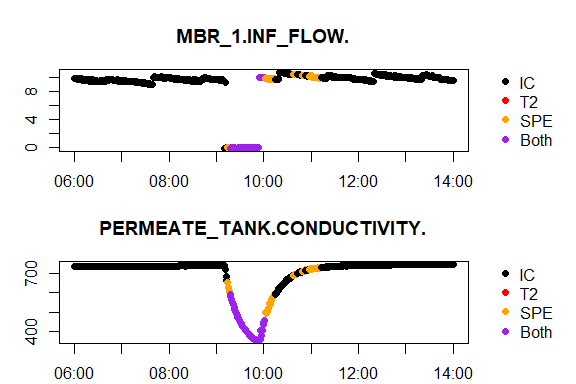 MBR_1.INF_FLOW.
8
4
0
06:00 08:00 10:00 12:00 14:00
IC
T2
SPE
Both
PERMEATE_TANK.CONDUCTIVITY.
700
400
06:00 08:00 10:00 12:00 14:00
IC
T2
SPE
Both